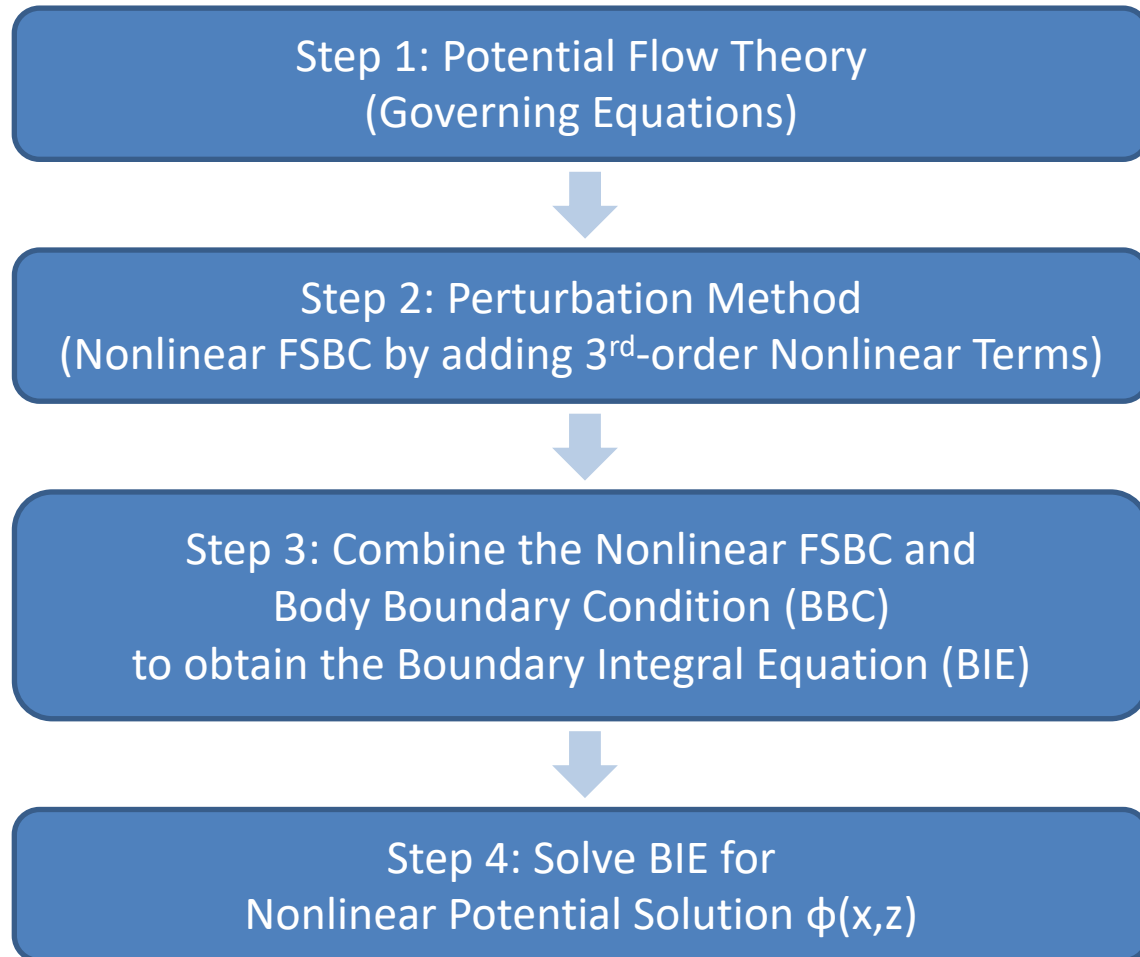 Step 1: Potential Flow Theory
(Governing Equations)
Step 2: Perturbation Method
(Nonlinear FSBC by adding 3rd-order Nonlinear Terms)
Step 3: Combine the Nonlinear FSBC and
Body Boundary Condition (BBC)
to obtain the Boundary Integral Equation (BIE)
Step 4: Solve BIE for
Nonlinear Potential Solution ϕ(x,z)